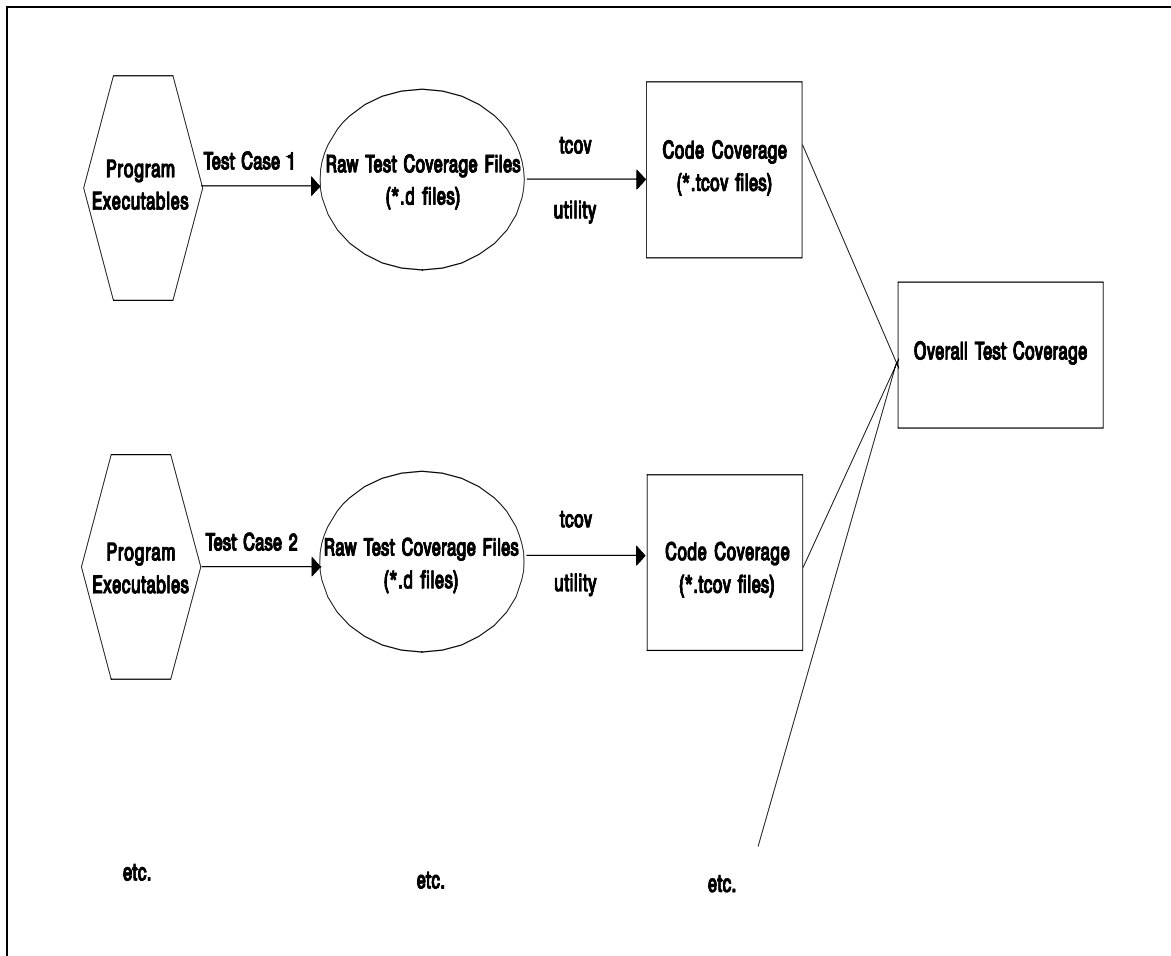 Program
Executables
Test Case 1
Raw Test Coverage Files
(*.d files)
tcov
utility
Code Coverage
(*.tcov files)
Overall Test Coverage
Program
Executables
Test Case 2
Raw Test Coverage Files
(*.d files)
tcov
utility
Code Coverage
(*.tcov files)
etc.
etc.
etc.